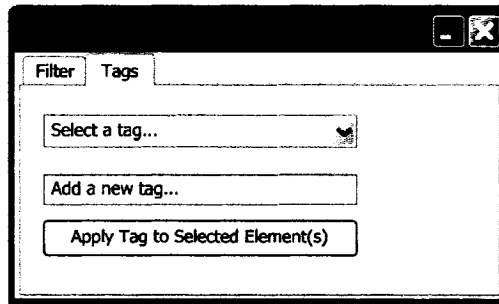 Filter Tags
Select a tag...
Add a new tag...
Apply Tag to Selected Element(s)